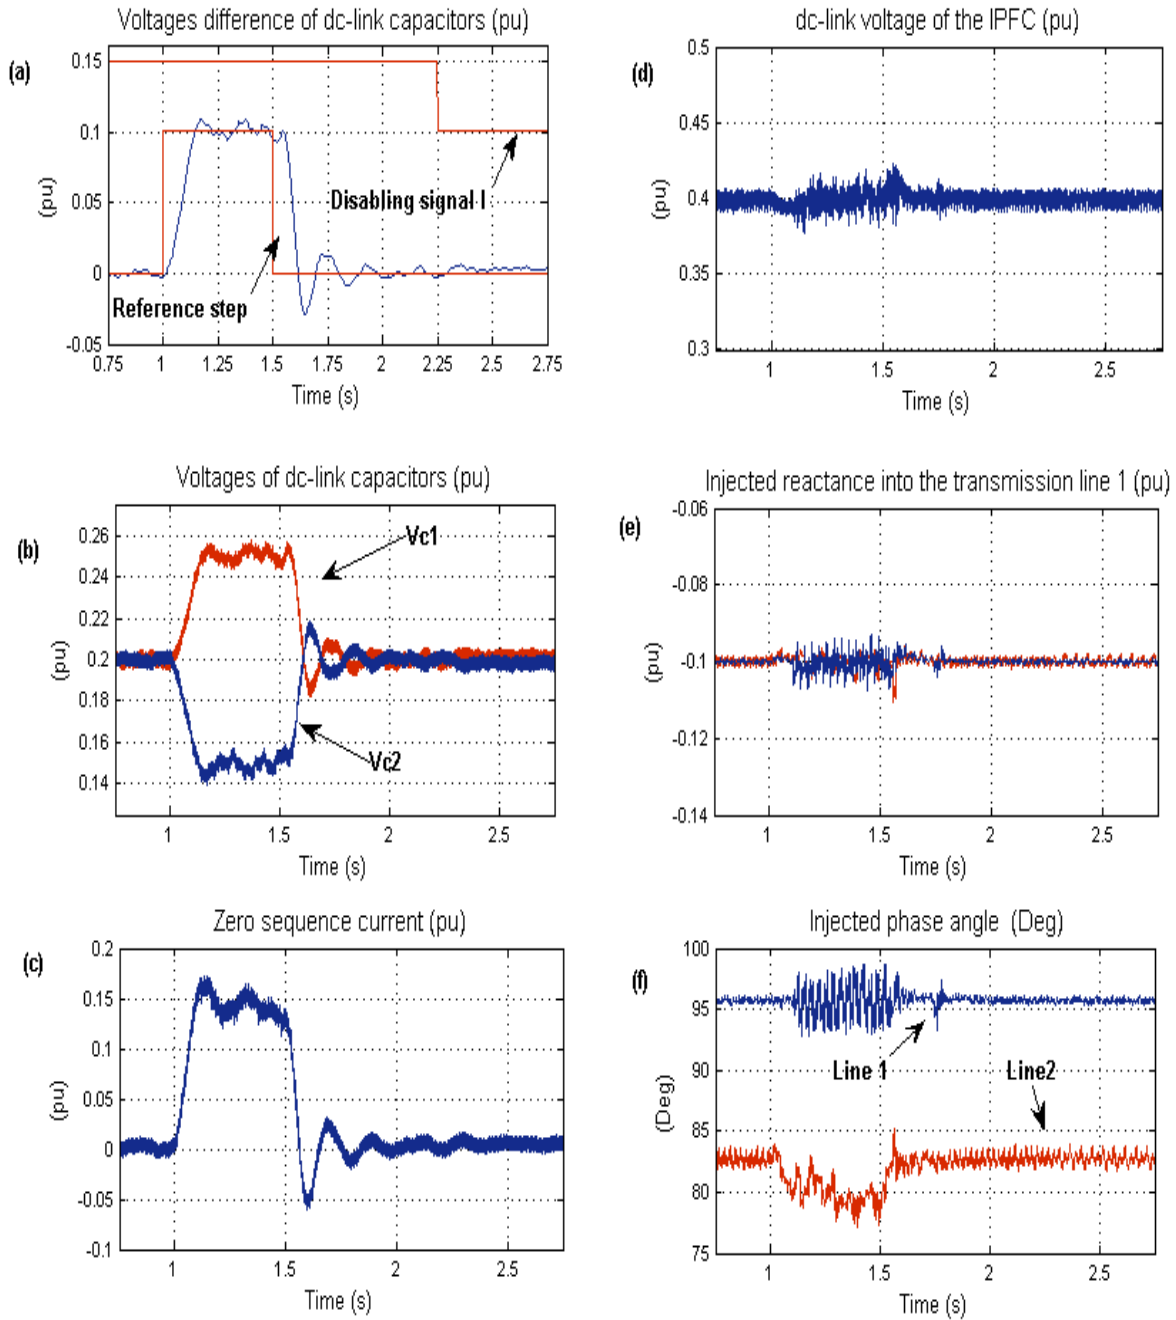 Voltages difference of dc-link capacitors (pu)
(a)
0.15
0.1
0.05
0
-0.05
(pu)
Disabling signal I
Reference step
0.75 1 1.25 1.5 1.75 2 2.25 2.5 2.75
Time (s)
Voltages of dc-link capacitors (pu)
(b)
0.26
0.24
0.22
0.2
0.18
0.16
0.14
(pu)
Vc1
Vc2
1 1.5 2 2.5
Time (s)
Zero sequence current (pu)
(c)
0.2
0.15
0.1
0.05
0
-0.05
-0.1
(pu)
1 1.5 2 2.5
Time (s)
dc-link voltage of the IPFC (pu)
(d)
0.5
0.45
0.4
0.35
0.3
(pu)
1 1.5 2 2.5
Time (s)
Injected reactance into the transmission line 1 (pu)
(e)
-0.06
-0.08
-0.1
-0.12
-0.14
(pu)
1 1.5 2 2.5
Time (s)
Injected phase angle (Deg)
(f)
100
95
90
85
80
75
(Deg)
Line 1
Line2
1 1.5 2 2.5
Time (s)